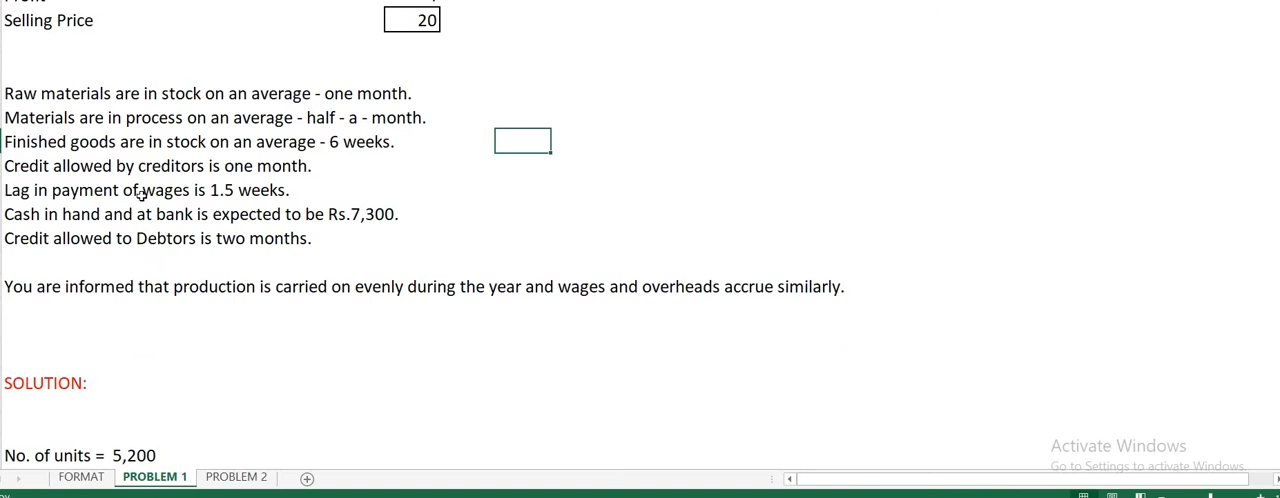 Selling Price 20
Raw materials are in stock on an average - one month.
Materials are in process on an average - half - a - month.
Finished goods are in stock on an average - 6 weeks.
Credit allowed by creditors is one month.
Lag in payment of wages is 1.5 weeks.
Cash in hand and at bank is expected to be Rs.7,300.
Credit allowed to Debtors is two months.
You are informed that production is carried on evenly during the year and wages and overheads accrue similarly.
SOLUTION:
Activate Windows
No. of units = 5,200
Go to Settings to activate Windows.
FORMAT PROBLEM 1 PROBLEM 2